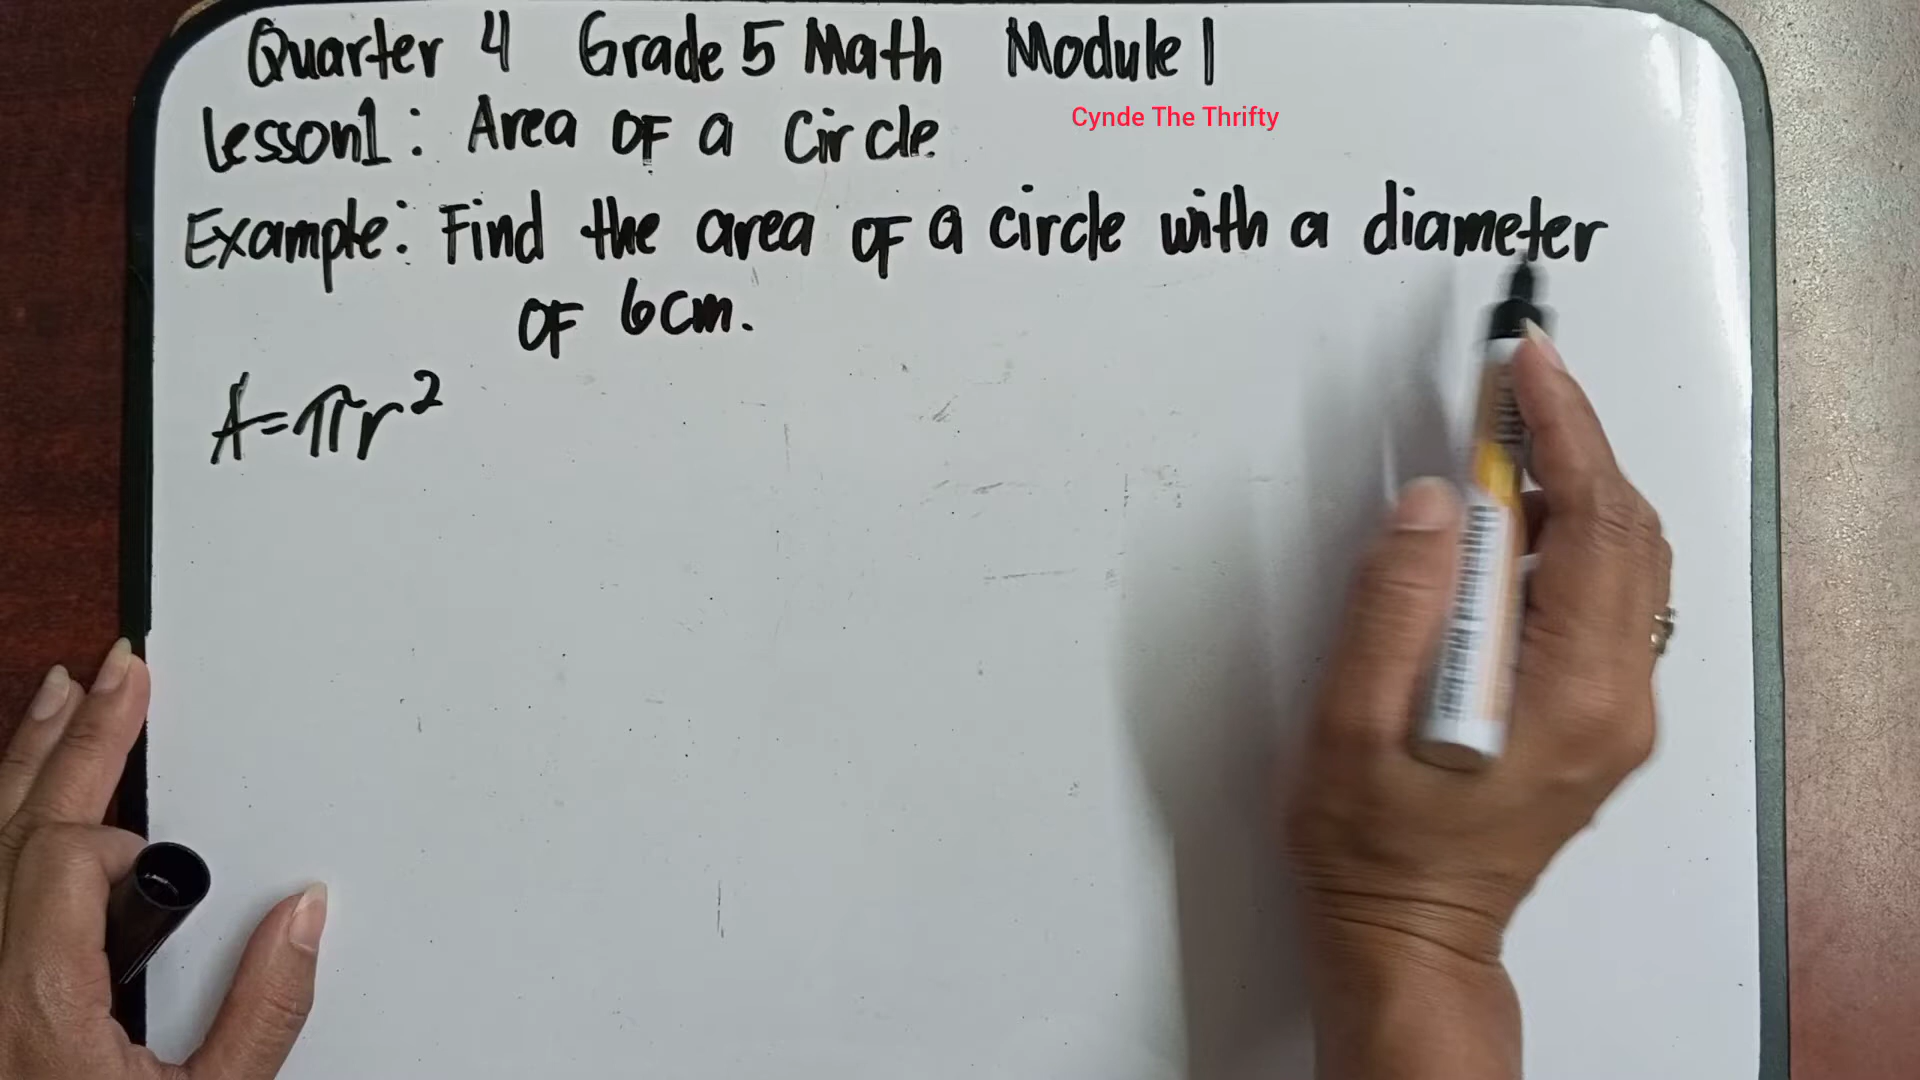 Quarter 4 Grade 5 Math Module 1
Lesson1: Area OF a Circle
Cynde The Thrifty
Example: Find the area OF a circle with a diameter
OF 6cm.
A=πr²